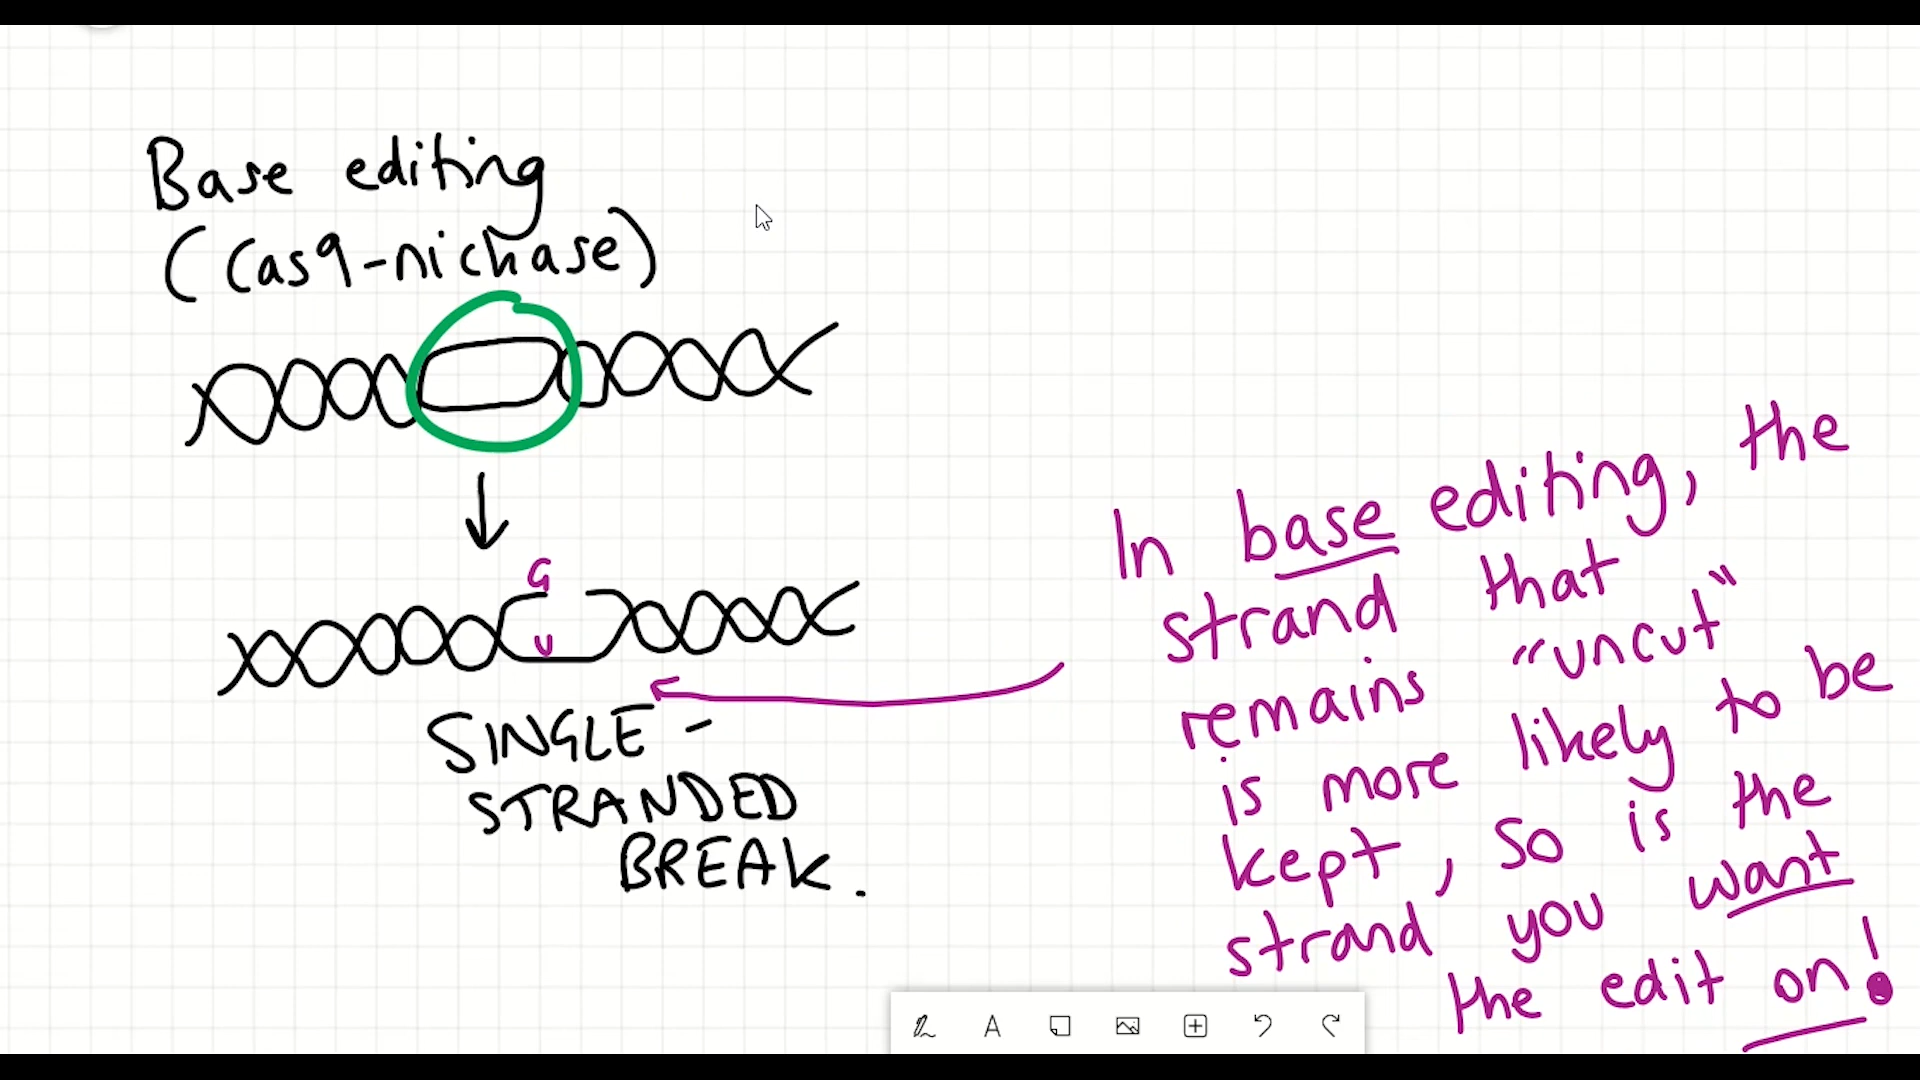 Base editing
(Cas9-nickase)
G
U
SINGLE-
STRANDED
BREAK.
In base editing, the
strand that
remains "uncut"
is more likely to be
kept, so is the
strand you want
the edit on!
A